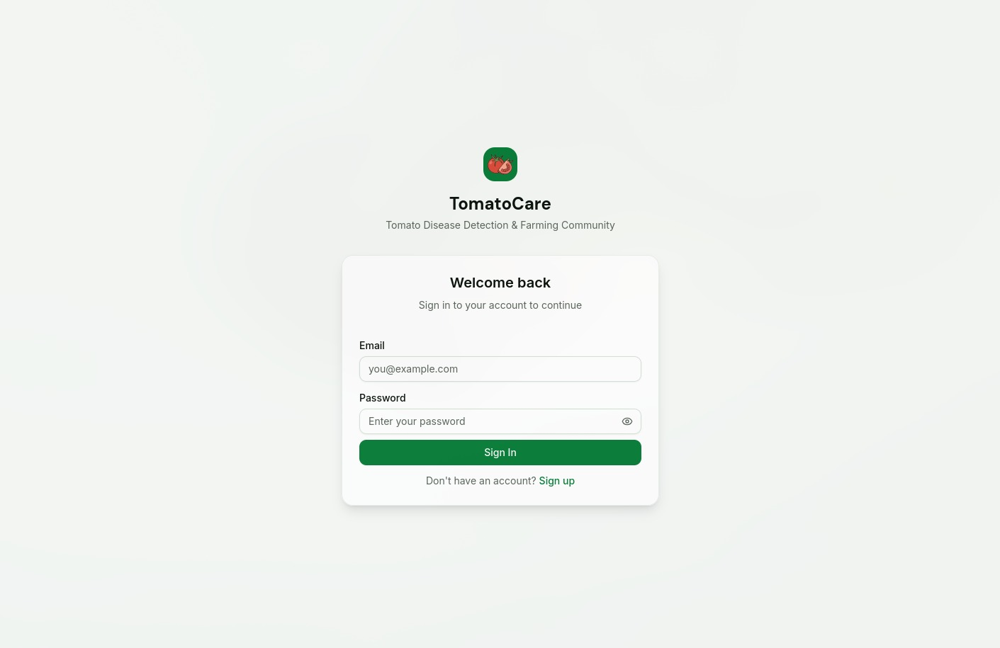 TomatoCare
Tomato Disease Detection & Farming Community
Welcome back
Sign in to your account to continue
Email
you@example.com
Password
Enter your password
Sign In
Don't have an account? Sign up